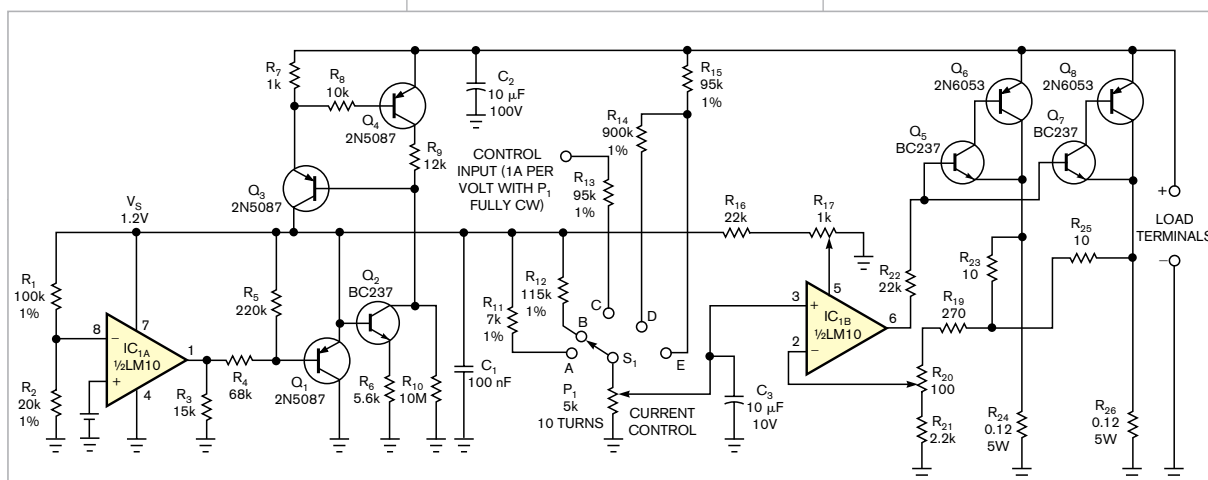 R7
1k
R8
10k
Q4
2N5087
C2
10 µF
100V
R9
12k
Q3
2N5087
CONTROL
INPUT (1A PER
VOLT WITH P1
FULLY CW)
R13
95k
1%
R14
900k
1%
R15
95k
1%
Q6
2N6053
Q8
2N6053
Q5
BC237
Q7
BC237
VS
1.2V
R1
100k
1%
R2
20k
1%
8
7
−
IC1A
½LM10
+
1
4
R3
15k
R4
68k
R5
220k
Q1
2N5087
Q2
BC237
R6
5.6k
R10
10M
C1
100 nF
R11
7k
1%
R12
115k
1%
C
D
B
A
S1
E
P1
5k
10 TURNS
CURRENT
CONTROL
C3
10 µF
10V
R16
22k
R17
1k
3
5
+
IC1B
½LM10
−
2
6
R22
22k
R19
270
R20
100
R21
2.2k
R23
10
R25
10
R24
0.12
5W
R26
0.12
5W
+
LOAD
TERMINALS
−